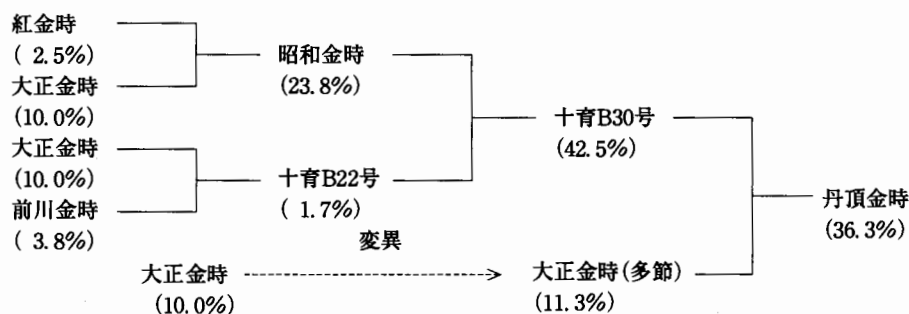 紅金時
( 2.5%)
大正金時
(10.0%)
大正金時
(10.0%)
前川金時
( 3.8%)
昭和金時
(23.8%)
十育B22号
( 1.7%)
変異
大正金時
(10.0%)
十育B30号
(42.5%)
大正金時(多節)
(11.3%)
丹頂金時
(36.3%)